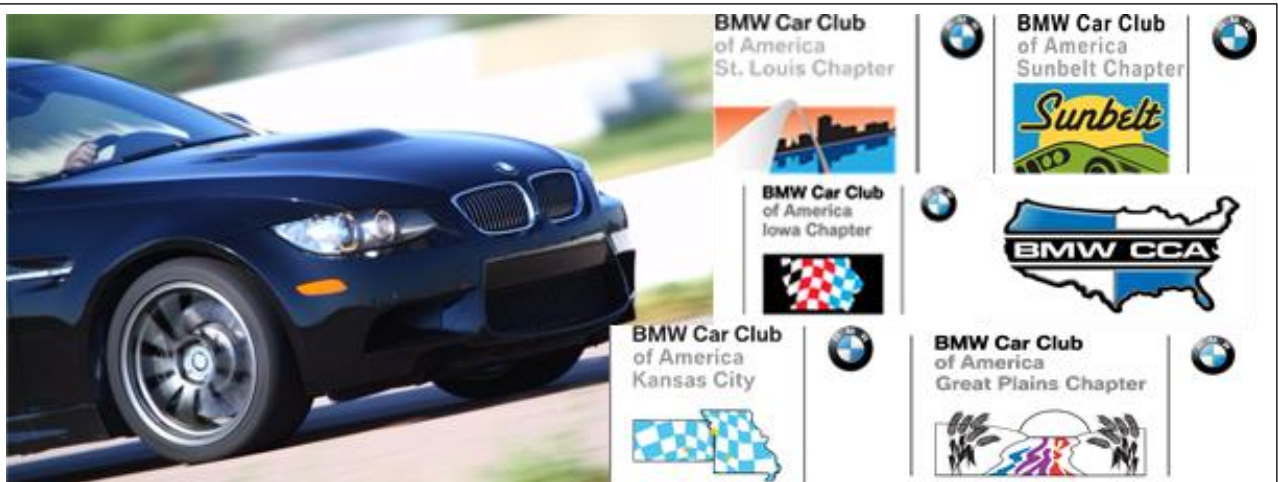 BMW Car Club
of America
St. Louis Chapter
BMW Car Club
of America
Sunbelt Chapter
Sunbelt
BMW Car Club
of America
Iowa Chapter
BMW CCA
BMW Car Club
of America
Kansas City
BMW Car Club
of America
Great Plains Chapter